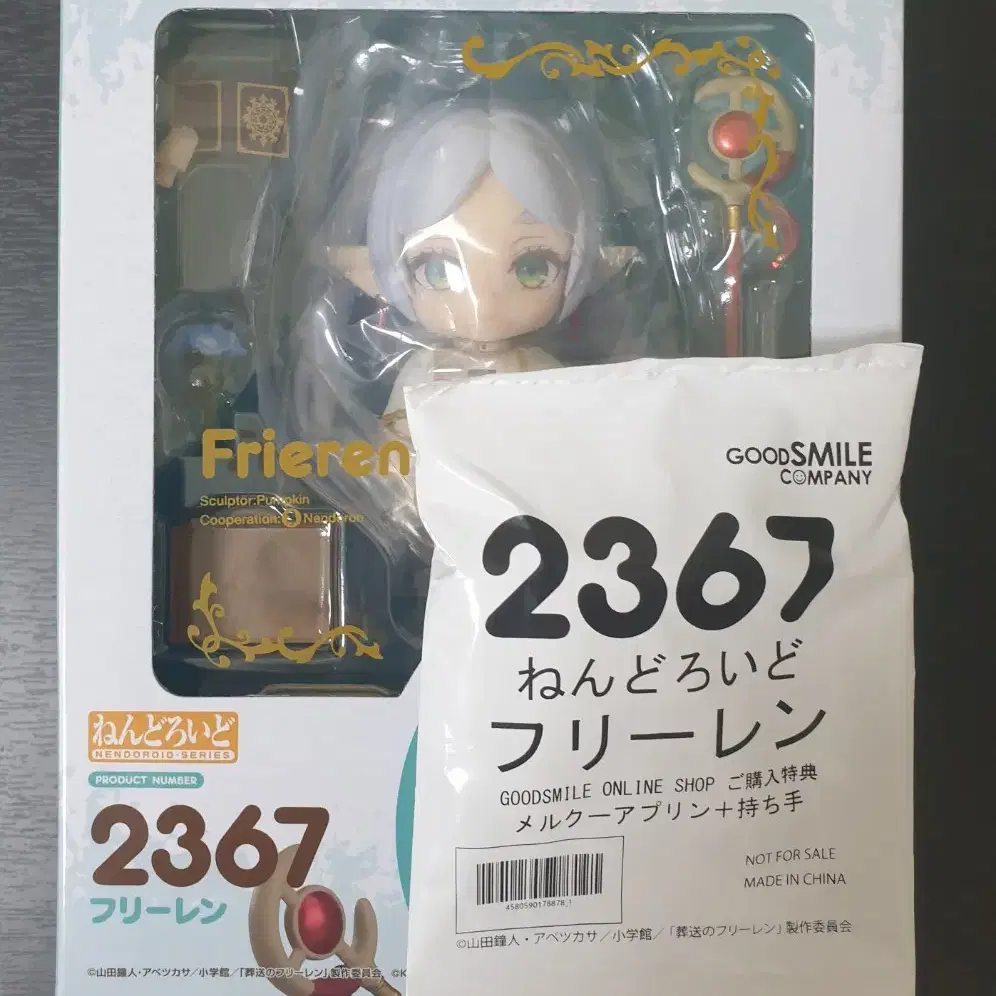 Frieren
Sculptor:Pumpkin
Cooperation: Nendoron
ねんどろいど
NENDOROID-SERIES
PRODUCT NUMBER
2367
フリーレン
©山田鐘人・アベツカサ／小学館／「葬送のフリーレン」製作委員会 ©K
GOODSMILE
COMPANY
2367
ねんどろいど
フリーレン
GOODSMILE ONLINE SHOP ご購入特典
メルクーアプリン＋持ち手
NOT FOR SALE
MADE IN CHINA
4580590178878_1
©山田鐘人・アベツカサ／小学館／「葬送のフリーレン」製作委員会